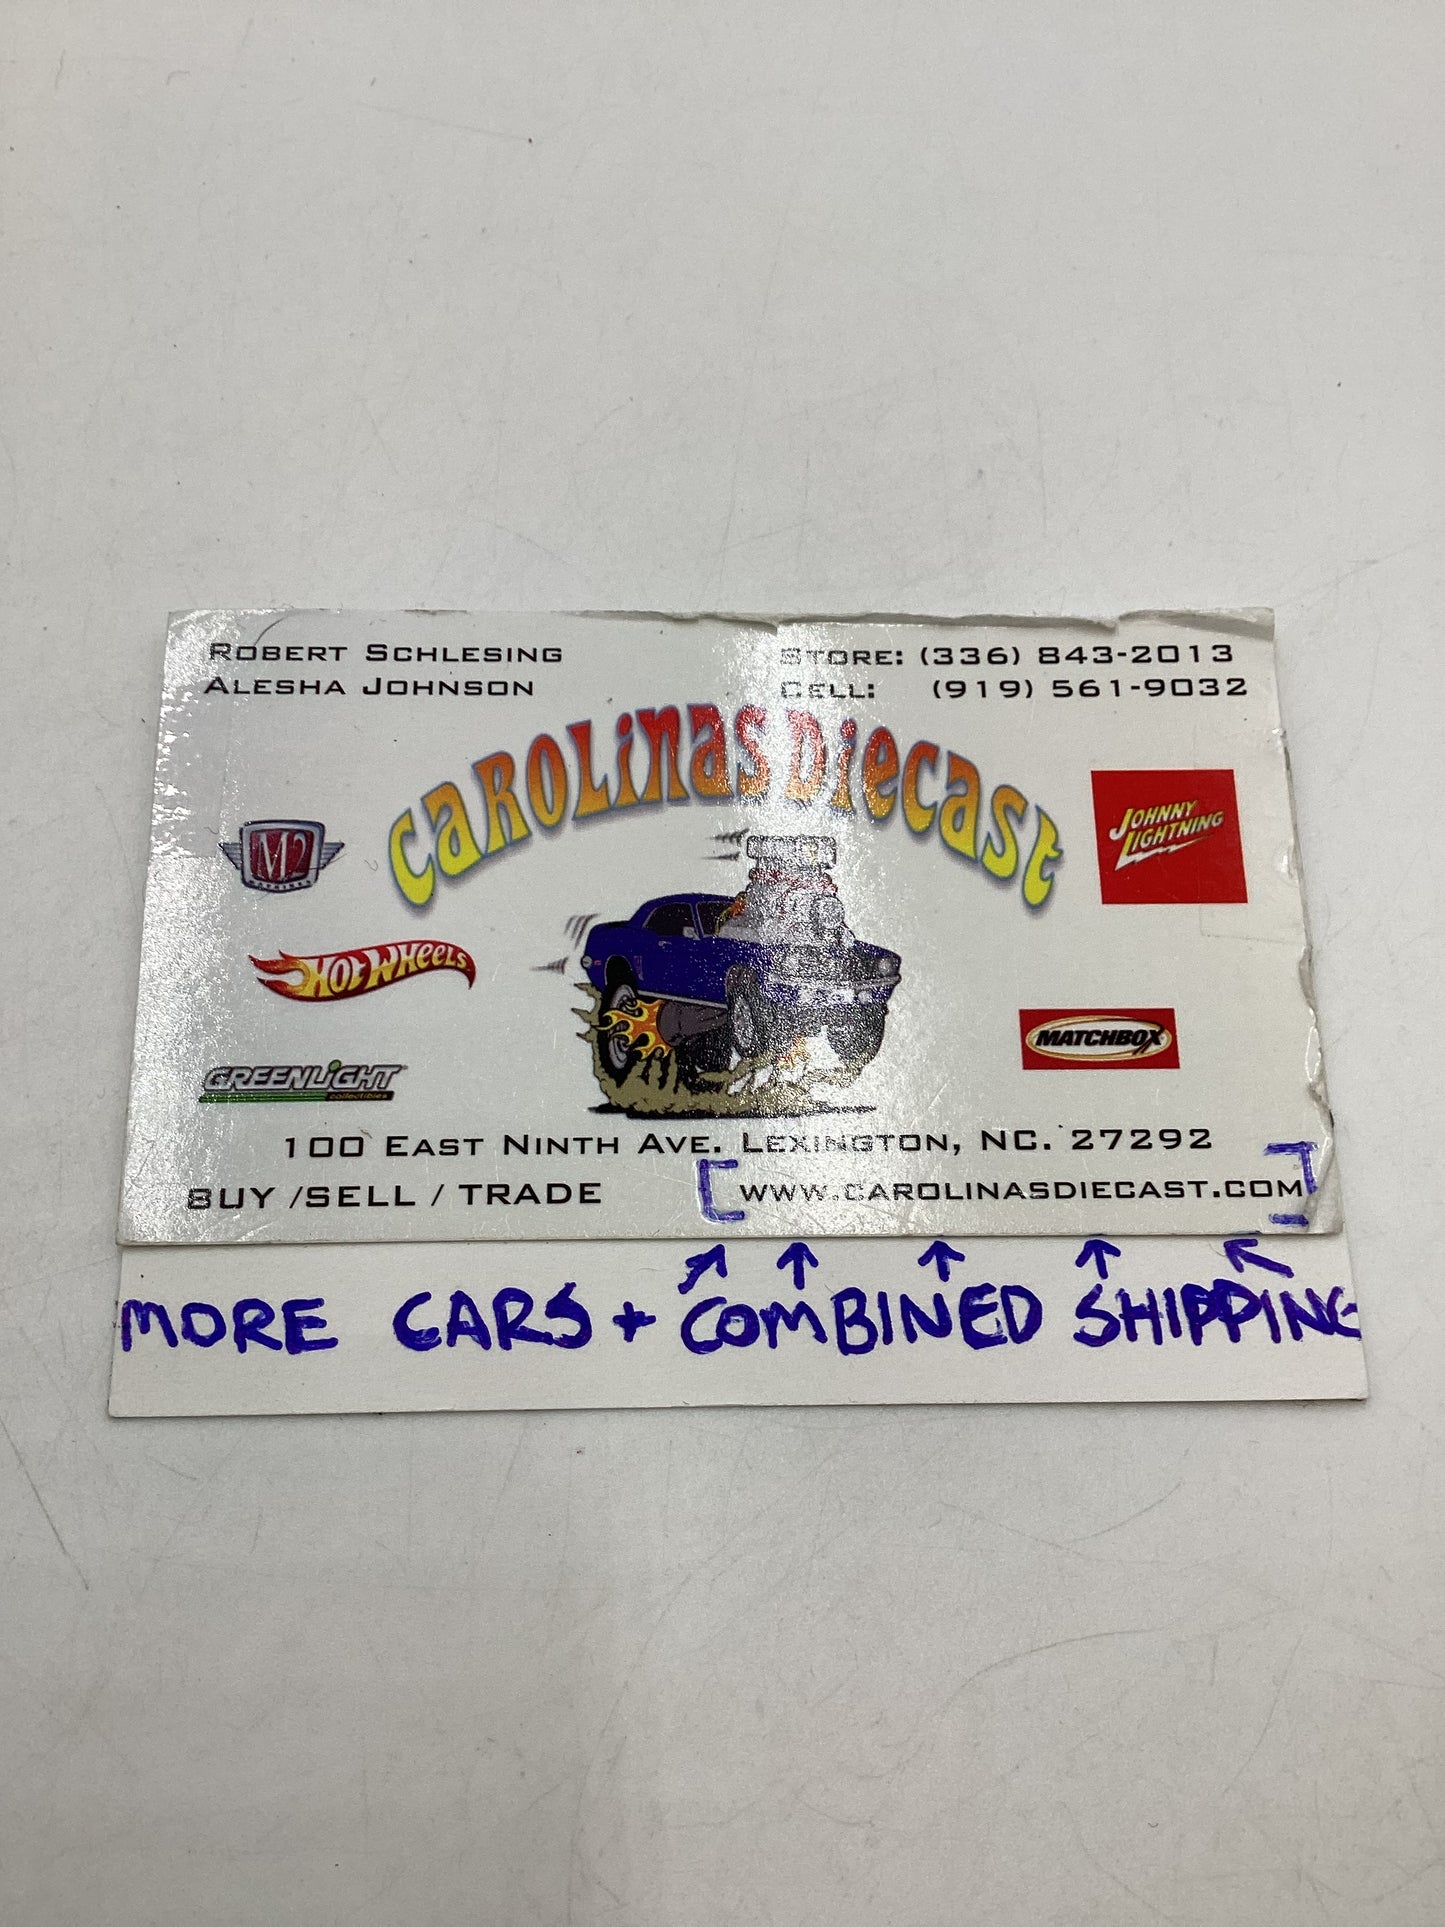 ROBERT SCHLESING
ALESHA JOHNSON
STORE: (336) 843-2013
CELL: (919) 561-9032
CAROLINAS DIECAST
M2
MACHINES
JOHNNY
LIGHTNING
HOT WHEELS
MATCHBOX
GREENLIGHT
collectibles
100 EAST NINTH AVE. LEXINGTON, NC. 27292
BUY /SELL / TRADE
[WWW.CAROLINASDIECAST.COM]
MORE CARS + COMBINED SHIPPING